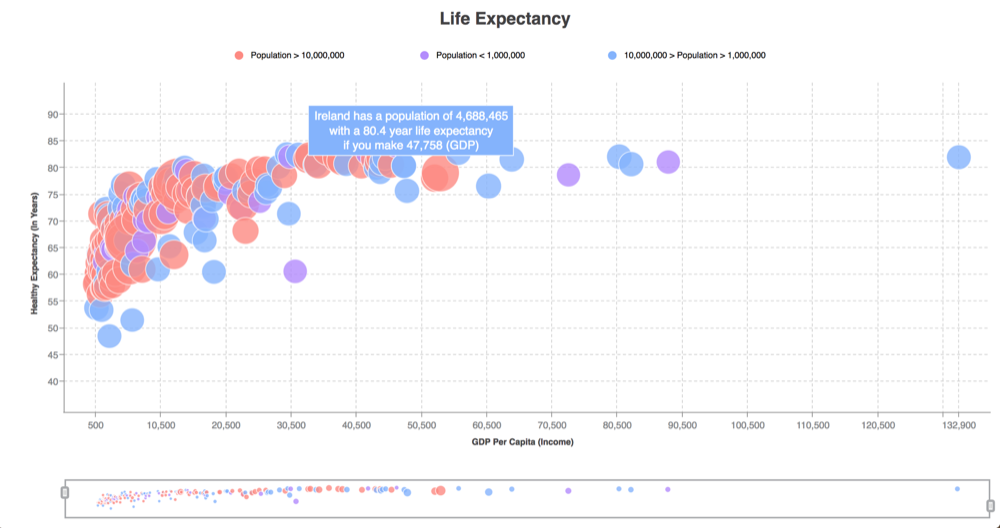 Life Expectancy
Population > 10,000,000
Population < 1,000,000
10,000,000 > Population > 1,000,000
Ireland has a population of 4,688,465
with a 80.4 year life expectancy
if you make 47,758 (GDP)
Healthy Expectancy (In Years)
90
85
80
75
70
65
60
55
50
45
40
500
10,500
20,500
30,500
40,500
50,500
60,500
70,500
80,500
90,500
100,500
110,500
120,500
132,900
GDP Per Capita (Income)